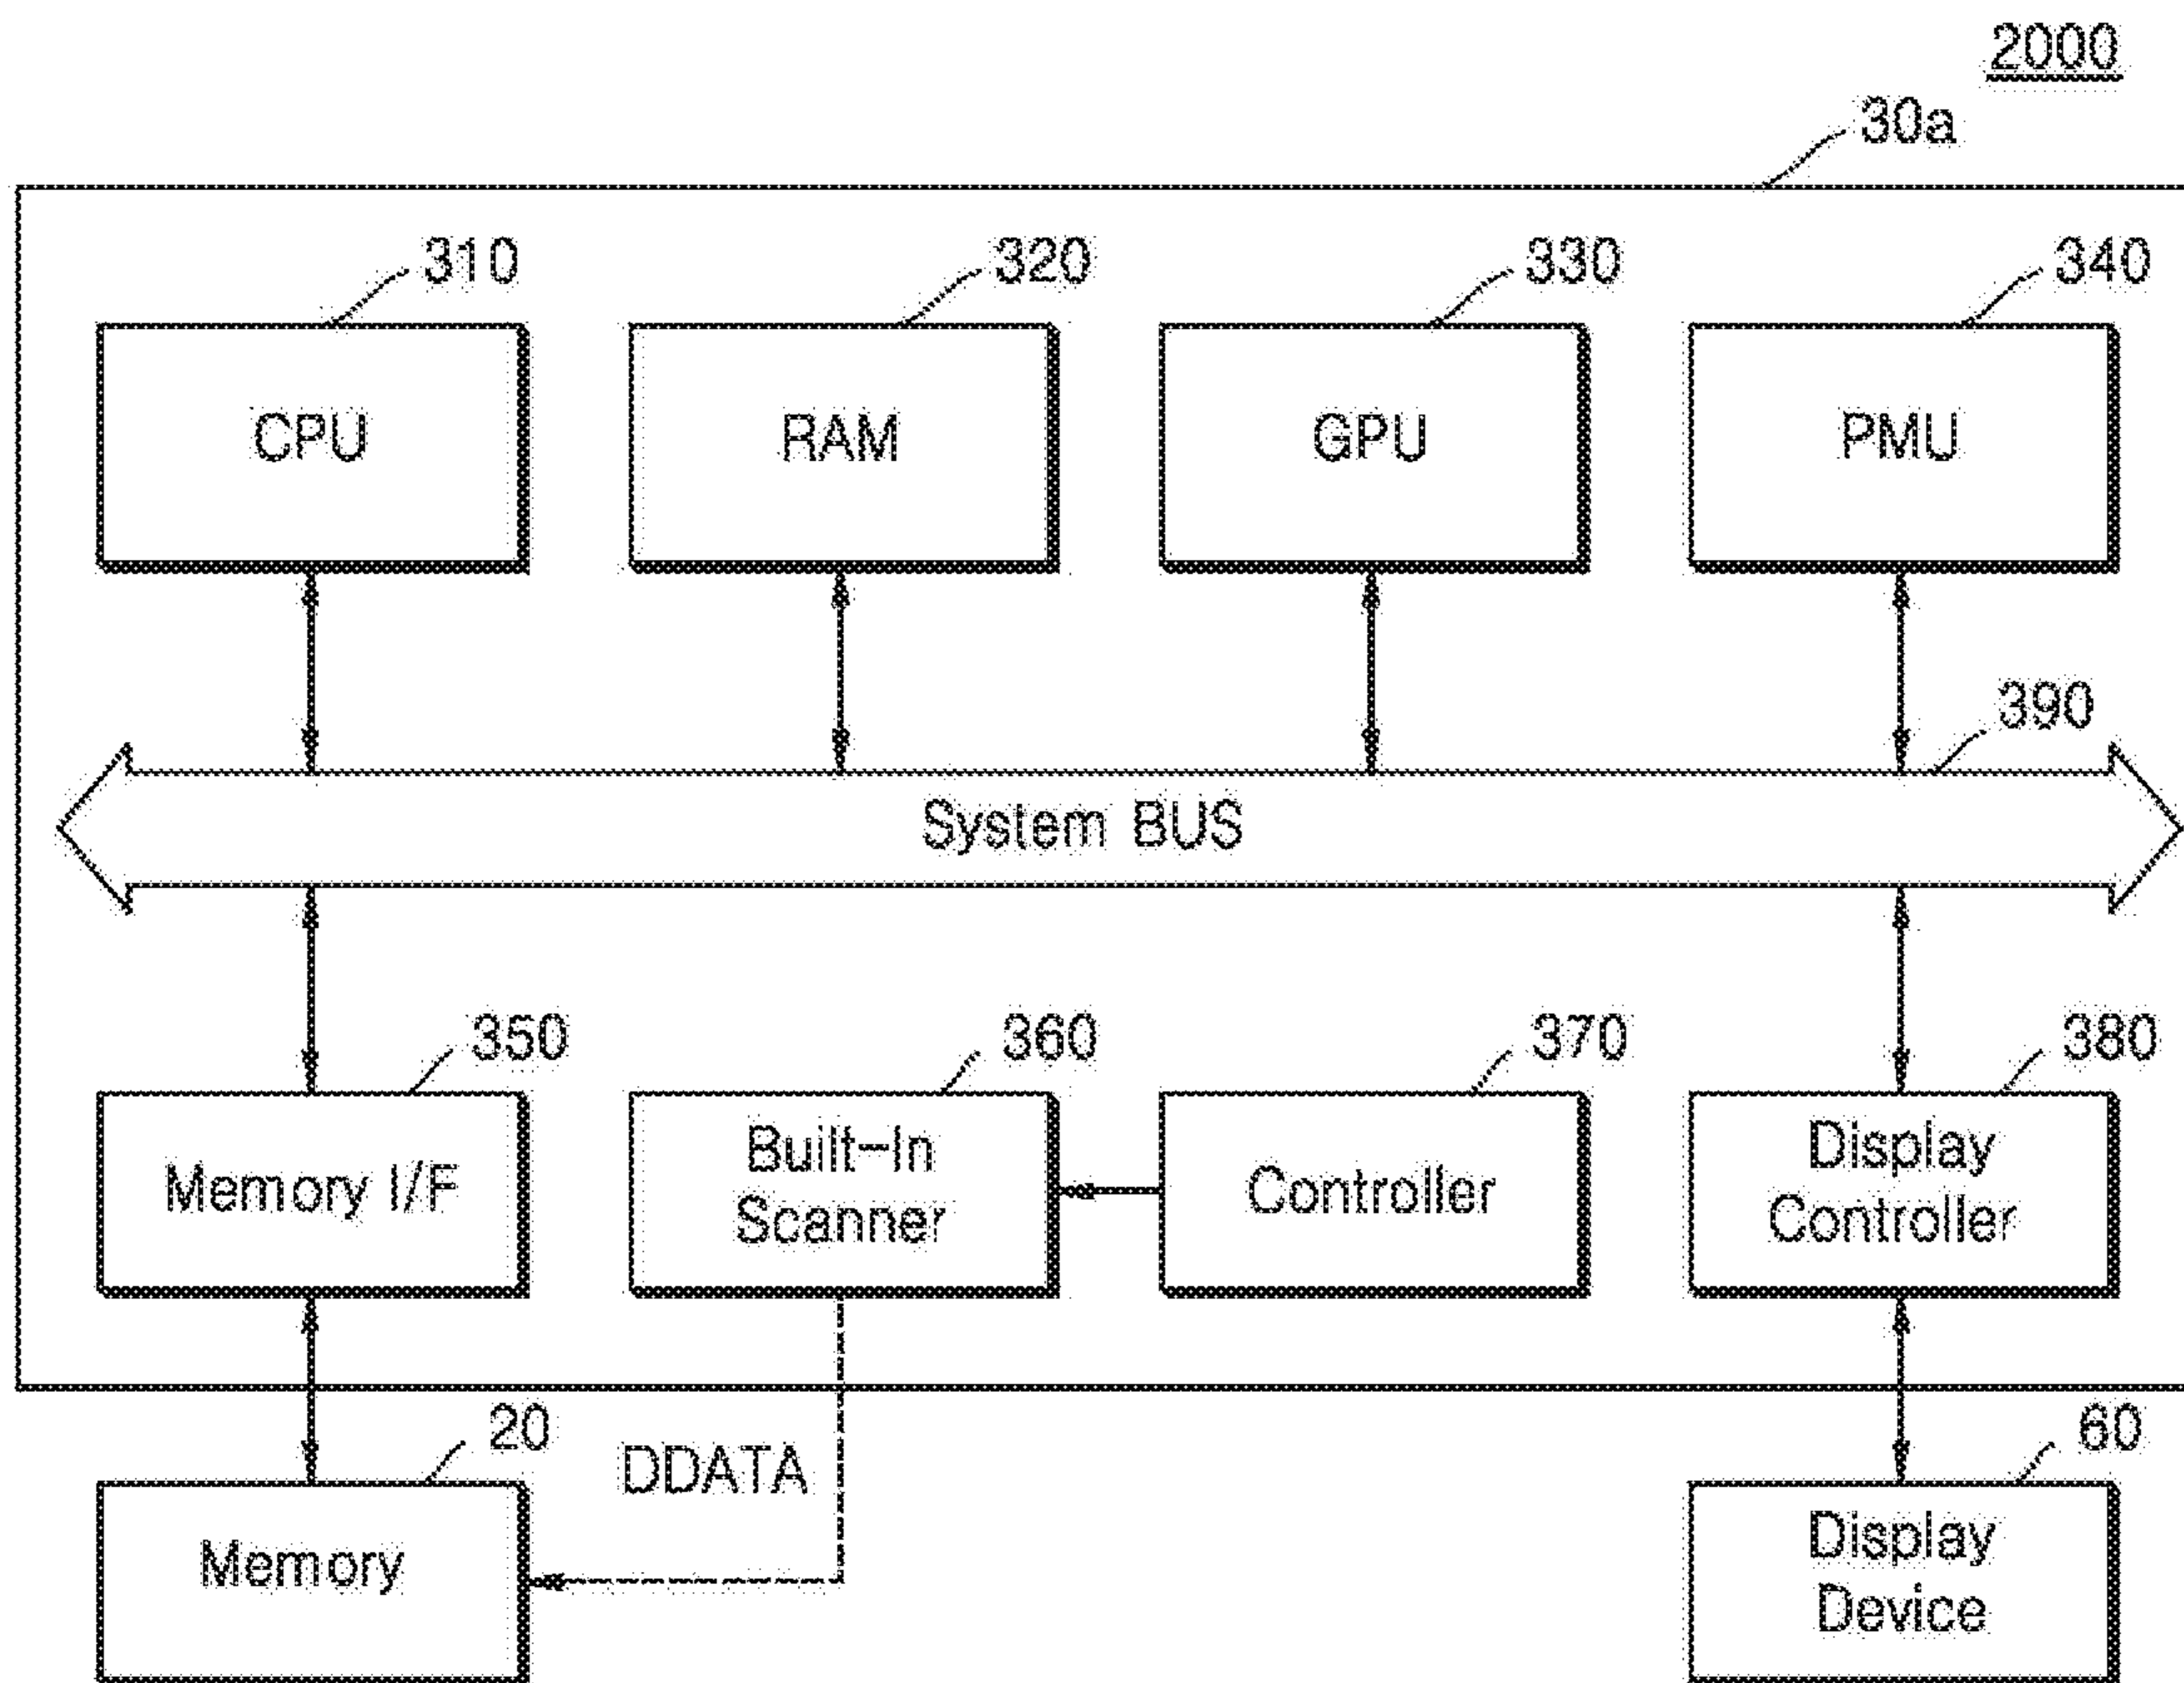 2000
30a
310
320
330
340
CPU
RAM
GPU
PMU
390
System BUS
350
360
370
380
Memory I/F
Built-In
Scanner
Controller
Display
Controller
20
DDATA
60
Memory
Display
Device